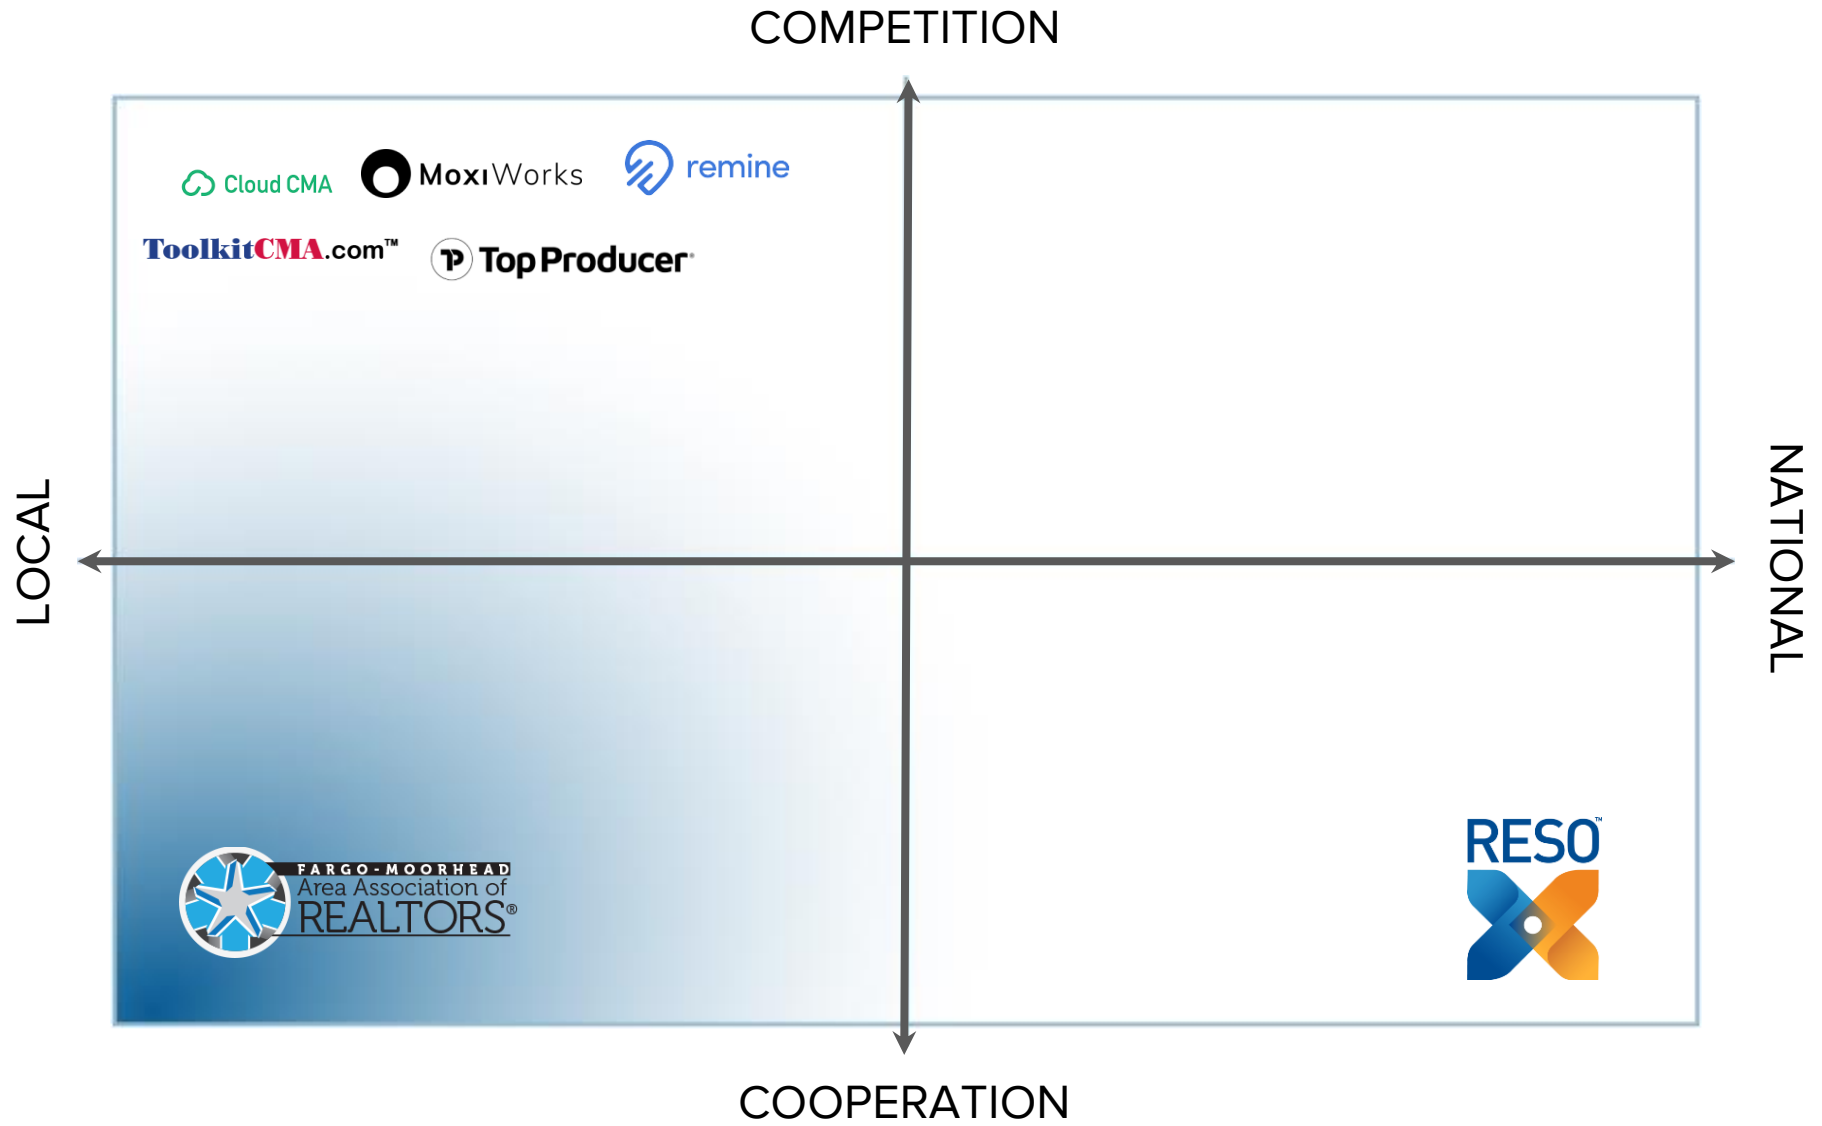 COMPETITION
Cloud CMA
MoxiWorks
remine
ToolkitCMA.com™
TP Top Producer®
LOCAL
NATIONAL
RESO™
FARGO-MOORHEAD
Area Association of
REALTORS®
COOPERATION